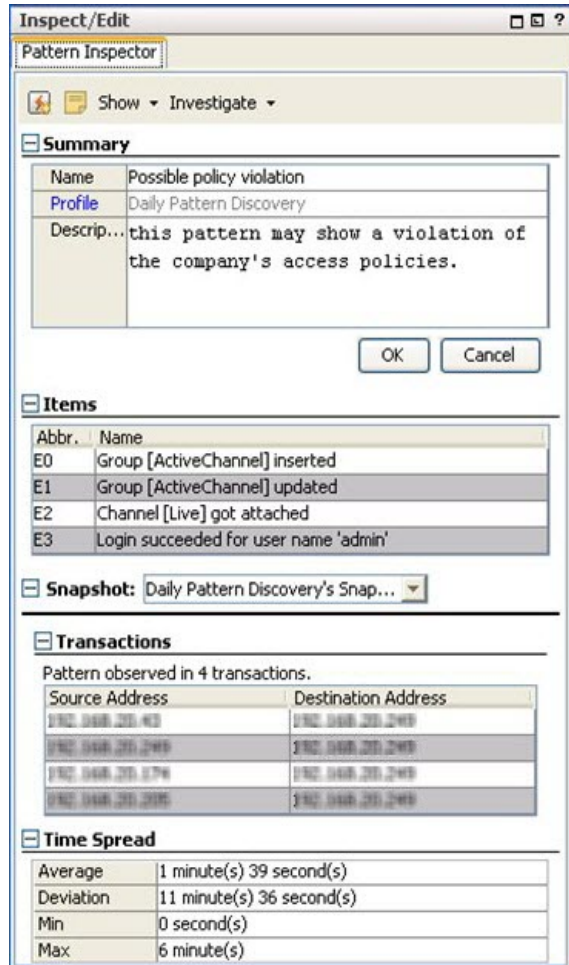 Inspect/Edit
Pattern Inspector
Show Investigate
Summary
Name Possible policy violation
Profile Daily Pattern Discovery
Descrip... this pattern may show a violation of
the company's access policies.
OK Cancel
Items
Abbr. Name
E0 Group [ActiveChannel] inserted
E1 Group [ActiveChannel] updated
E2 Channel [Live] got attached
E3 Login succeeded for user name 'admin'
Snapshot: Daily Pattern Discovery's Snap...
Transactions
Pattern observed in 4 transactions.
Source Address Destination Address
Time Spread
Average 1 minute(s) 39 second(s)
Deviation 11 minute(s) 36 second(s)
Min 0 second(s)
Max 6 minute(s)